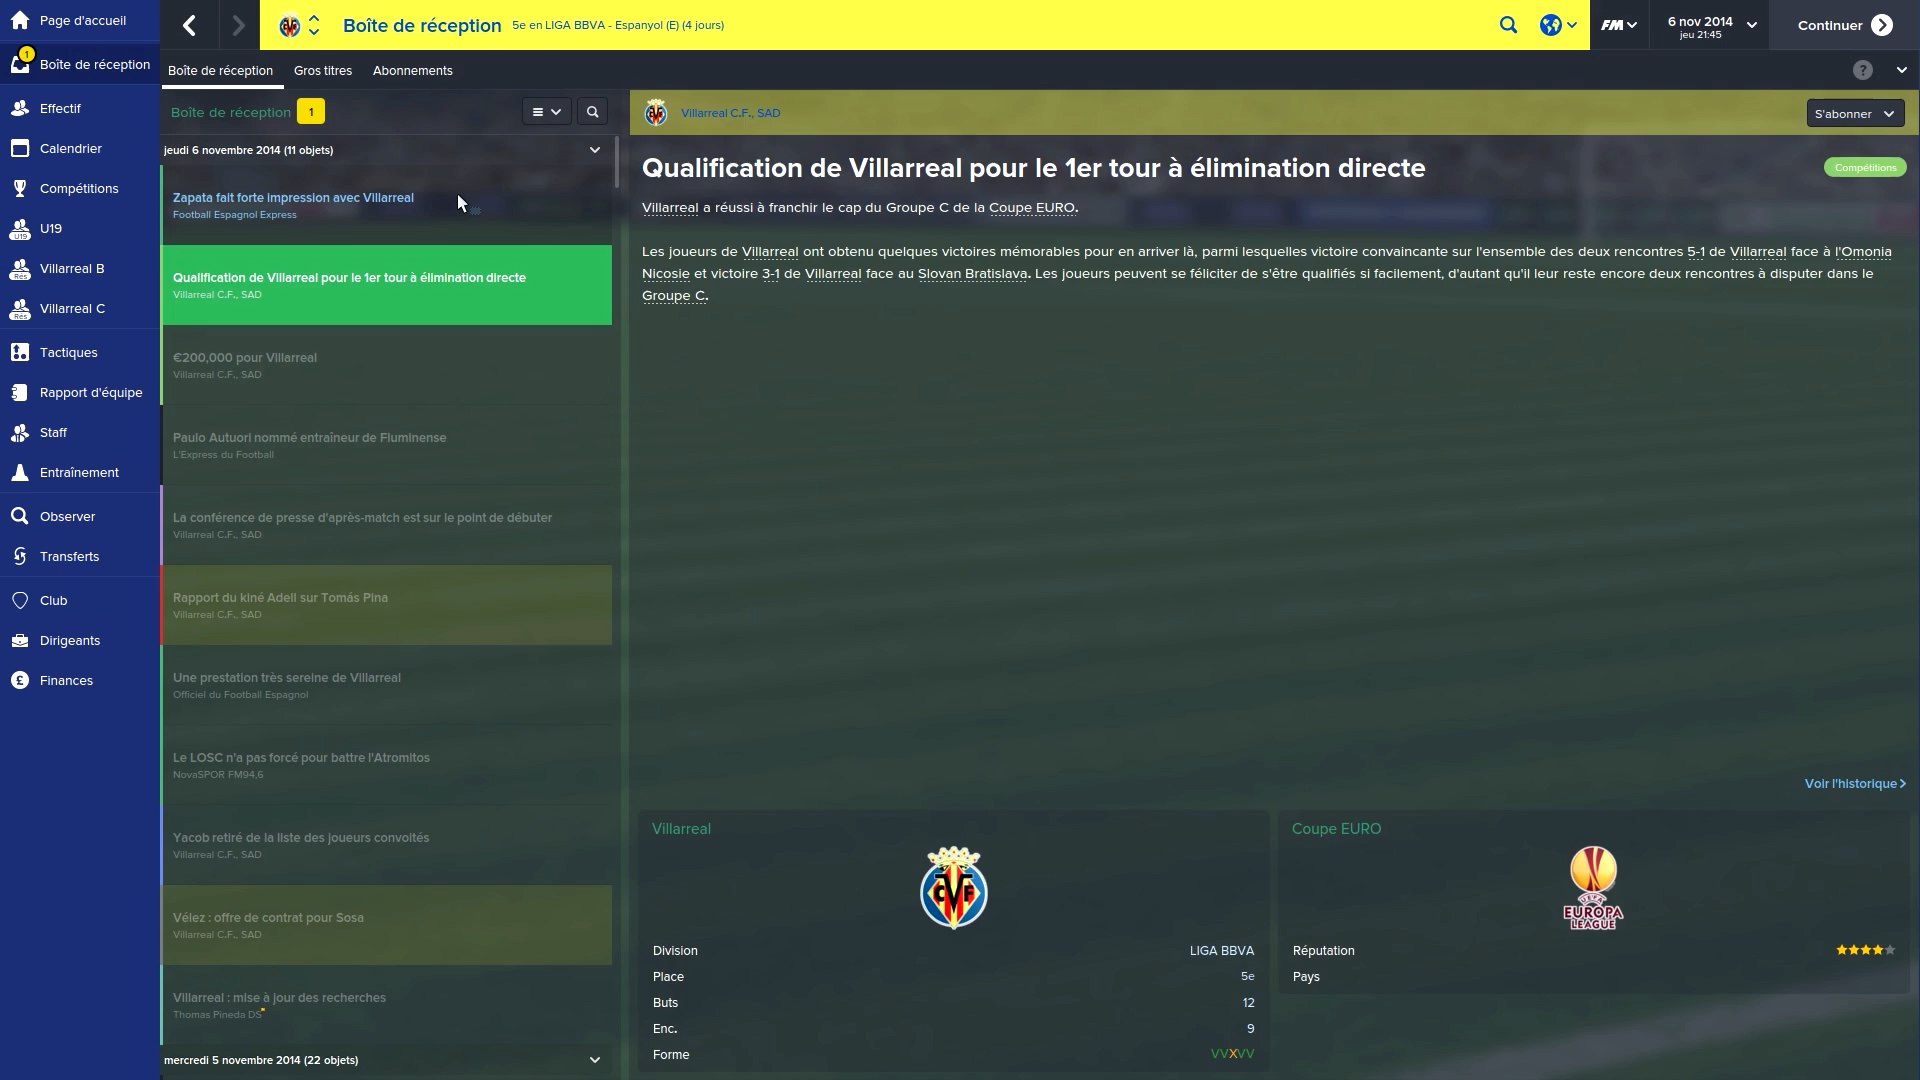 Page d'accueil
1
Boîte de réception
Effectif
Calendrier
Compétitions
U19
U19
Rés
Villarreal B
Rés
Villarreal C
Tactiques
Rapport d'équipe
Staff
Entraînement
Observer
Transferts
Club
Dirigeants
Finances
Boîte de réception 5e en LIGA BBVA - Espanyol (E) (4 jours)
FM
6 nov 2014
jeu 21:45
Continuer
Boîte de réception Gros titres Abonnements
?
Boîte de réception 1
jeudi 6 novembre 2014 (11 objets)
Zapata fait forte impression avec Villarreal
Football Espagnol Express
Qualification de Villarreal pour le 1er tour à élimination directe
Villarreal C.F., SAD
€200,000 pour Villarreal
Villarreal C.F., SAD
Paulo Autuori nommé entraîneur de Fluminense
L'Express du Football
La conférence de presse d'après-match est sur le point de débuter
Villarreal C.F., SAD
Rapport du kiné Adell sur Tomás Pina
Villarreal C.F., SAD
Une prestation très sereine de Villarreal
Officiel du Football Espagnol
Le LOSC n'a pas forcé pour battre l'Atromitos
NovaSPOR FM94,6
Yacob retiré de la liste des joueurs convoités
Villarreal C.F., SAD
Vélez : offre de contrat pour Sosa
Villarreal C.F., SAD
Villarreal : mise à jour des recherches
Thomas Pineda DS
mercredi 5 novembre 2014 (22 objets)
Villarreal C.F., SAD
S'abonner
Qualification de Villarreal pour le 1er tour à élimination directe
Compétitions
Villarreal a réussi à franchir le cap du Groupe C de la Coupe EURO.
Les joueurs de Villarreal ont obtenu quelques victoires mémorables pour en arriver là, parmi lesquelles victoire convaincante sur l'ensemble des deux rencontres 5-1 de Villarreal face à l'Omonia
Nicosie et victoire 3-1 de Villarreal face au Slovan Bratislava. Les joueurs peuvent se féliciter de s'être qualifiés si facilement, d'autant qu'il leur reste encore deux rencontres à disputer dans le
Groupe C.
Voir l'historique
Villarreal
CVF
Division LIGA BBVA
Place 5e
Buts 12
Enc. 9
Forme VVXVV
Coupe EURO
UEFA
EUROPA
LEAGUE
Réputation
Pays